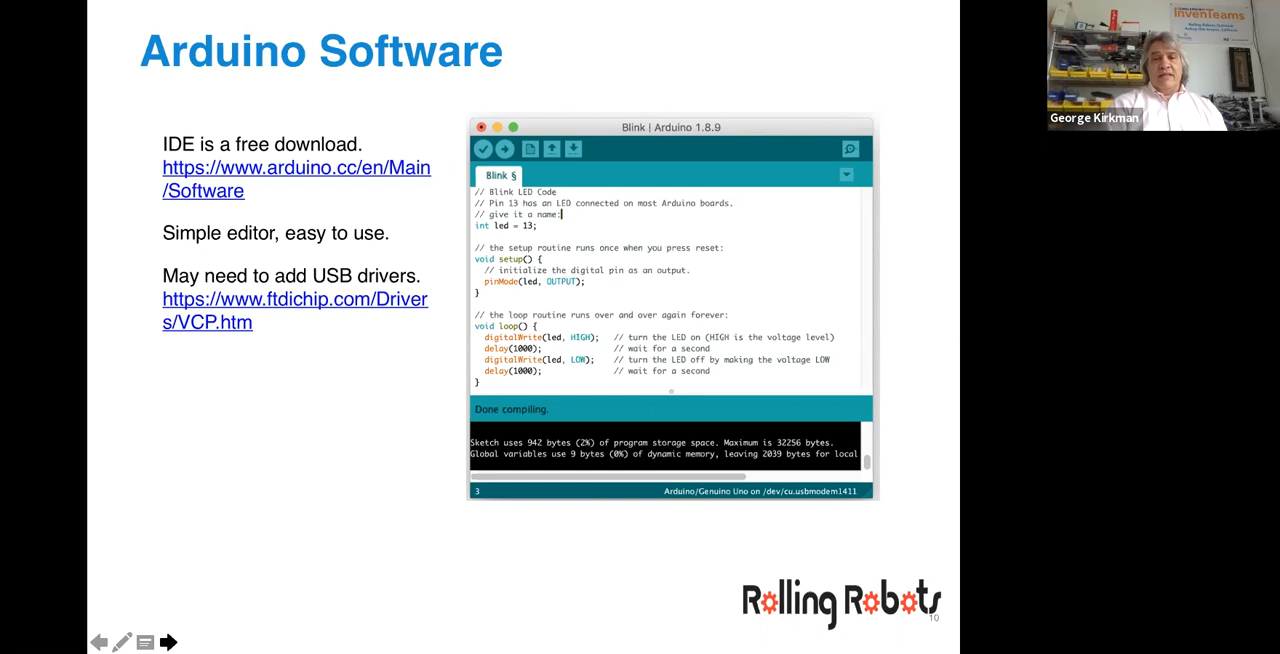 Arduino Software
IDE is a free download.
https://www.arduino.cc/en/Main
/Software
Simple editor, easy to use.
May need to add USB drivers.
https://www.ftdichip.com/Driver
s/VCP.htm
Blink | Arduino 1.8.9
Blink §
// Blink LED Code
// Pin 13 has an LED connected on most Arduino boards.
// give it a name:
int led = 13;
// the setup routine runs once when you press reset:
void setup() {
// initialize the digital pin as an output.
pinMode(led, OUTPUT);
}
// the loop routine runs over and over again forever:
void loop() {
digitalWrite(led, HIGH); // turn the LED on (HIGH is the voltage level)
delay(1000); // wait for a second
digitalWrite(led, LOW); // turn the LED off by making the voltage LOW
delay(1000); // wait for a second
}
Done compiling.
Sketch uses 942 bytes (2%) of program storage space. Maximum is 32256 bytes.
Global variables use 9 bytes (0%) of dynamic memory, leaving 2039 bytes for local
3 Arduino/Genuino Uno on /dev/cu.usbmodem1411
Rolling Robots
10
InvenTeams
George Kirkman